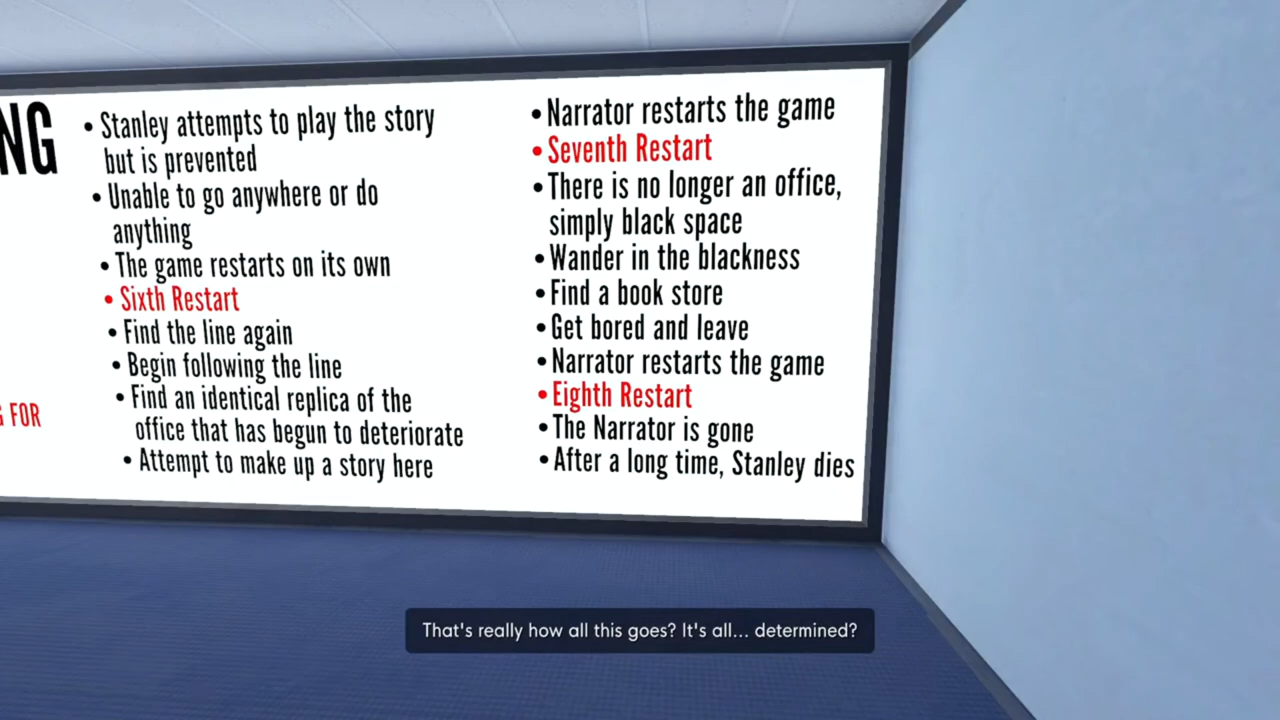 NG
• Stanley attempts to play the story
but is prevented
• Unable to go anywhere or do
anything
• The game restarts on its own
• Sixth Restart
• Find the line again
• Begin following the line
• Find an identical replica of the
office that has begun to deteriorate
• Attempt to make up a story here
FOR
• Narrator restarts the game
• Seventh Restart
• There is no longer an office,
simply black space
• Wander in the blackness
• Find a book store
• Get bored and leave
• Narrator restarts the game
• Eighth Restart
• The Narrator is gone
• After a long time, Stanley dies
That's really how all this goes? It's all... determined?